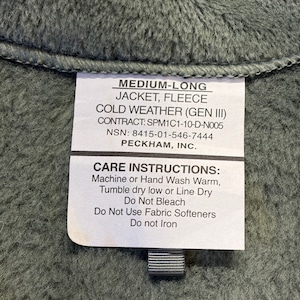 MEDIUM-LONG
JACKET, FLEECE
COLD WEATHER (GEN III)
CONTRACT: SPM1C1-10-D-N005
NSN: 8415-01-546-7444
PECKHAM, INC.
CARE INSTRUCTIONS:
Machine or Hand Wash Warm,
Tumble dry low or Line Dry
Do Not Bleach
Do Not Use Fabric Softeners
Do not Iron